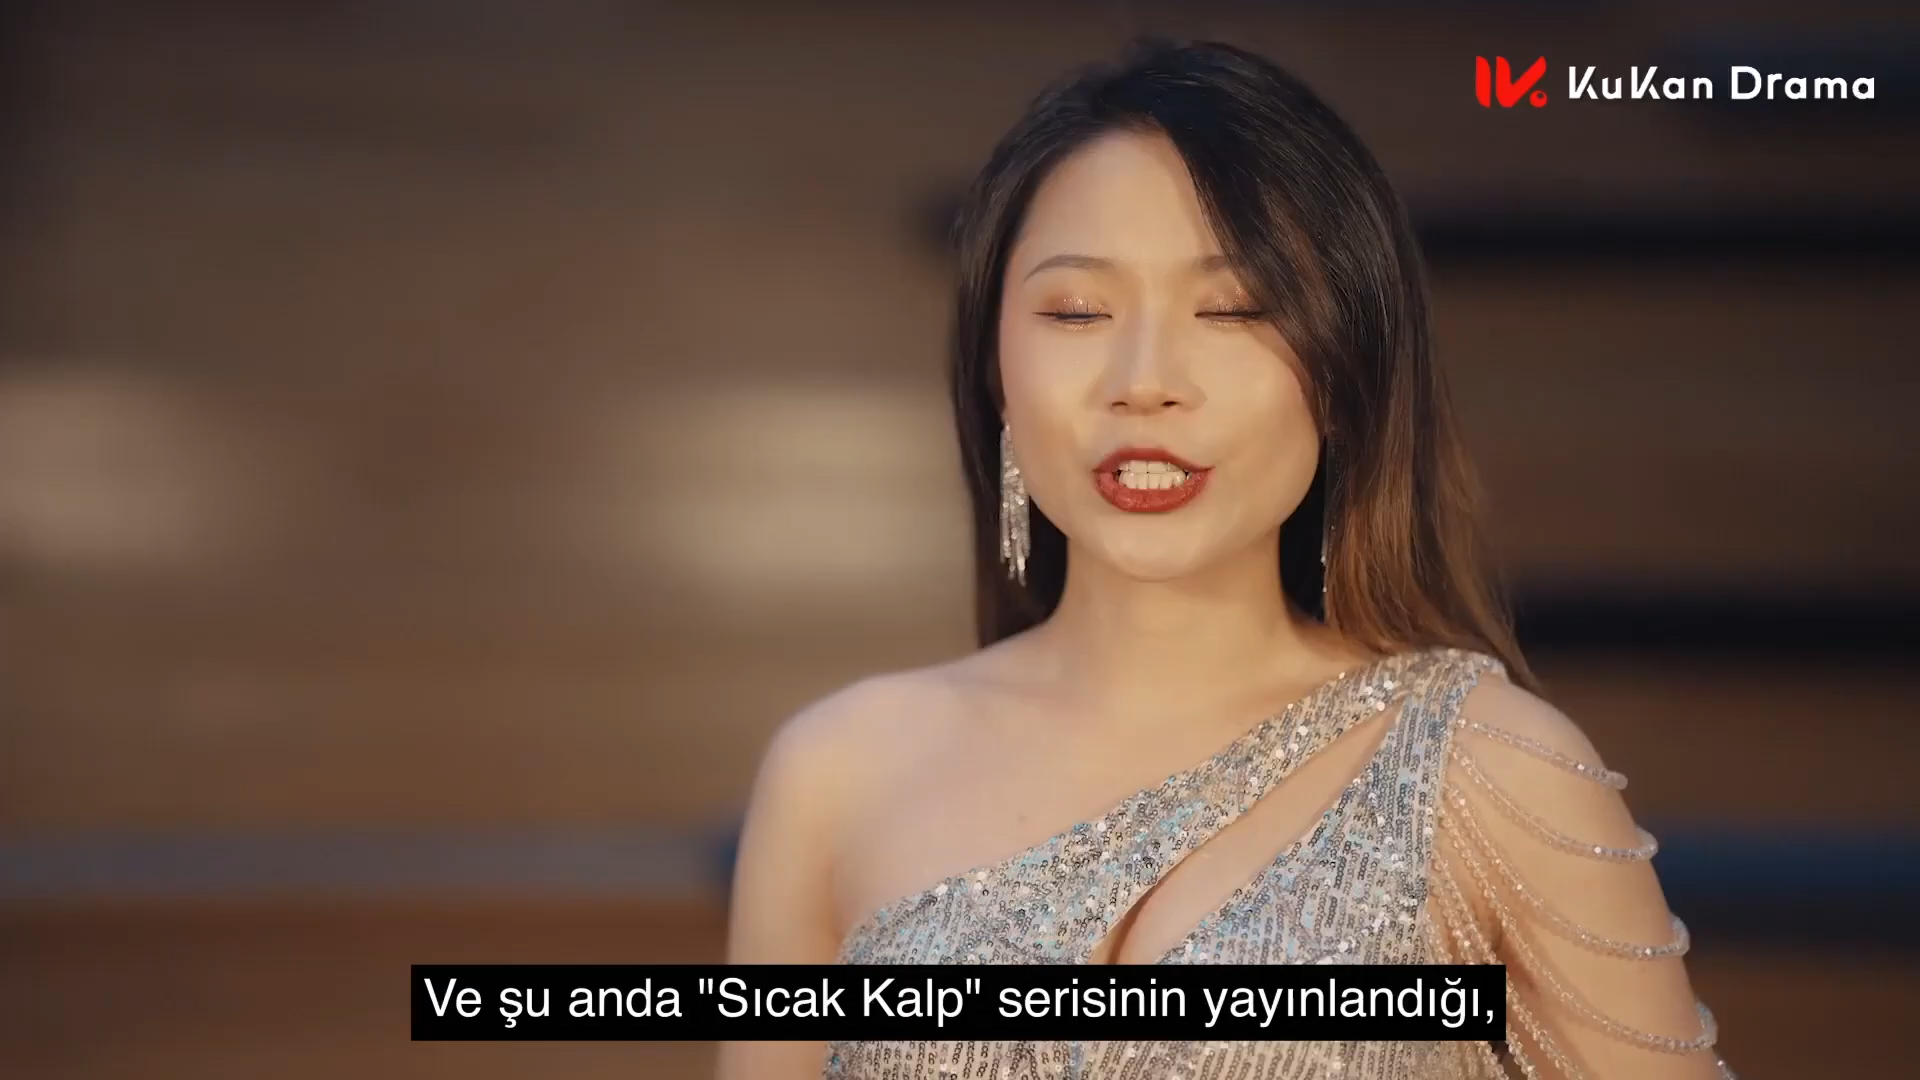 KuKan Drama
Ve şu anda "Sıcak Kalp" serisinin yayınlandığı,